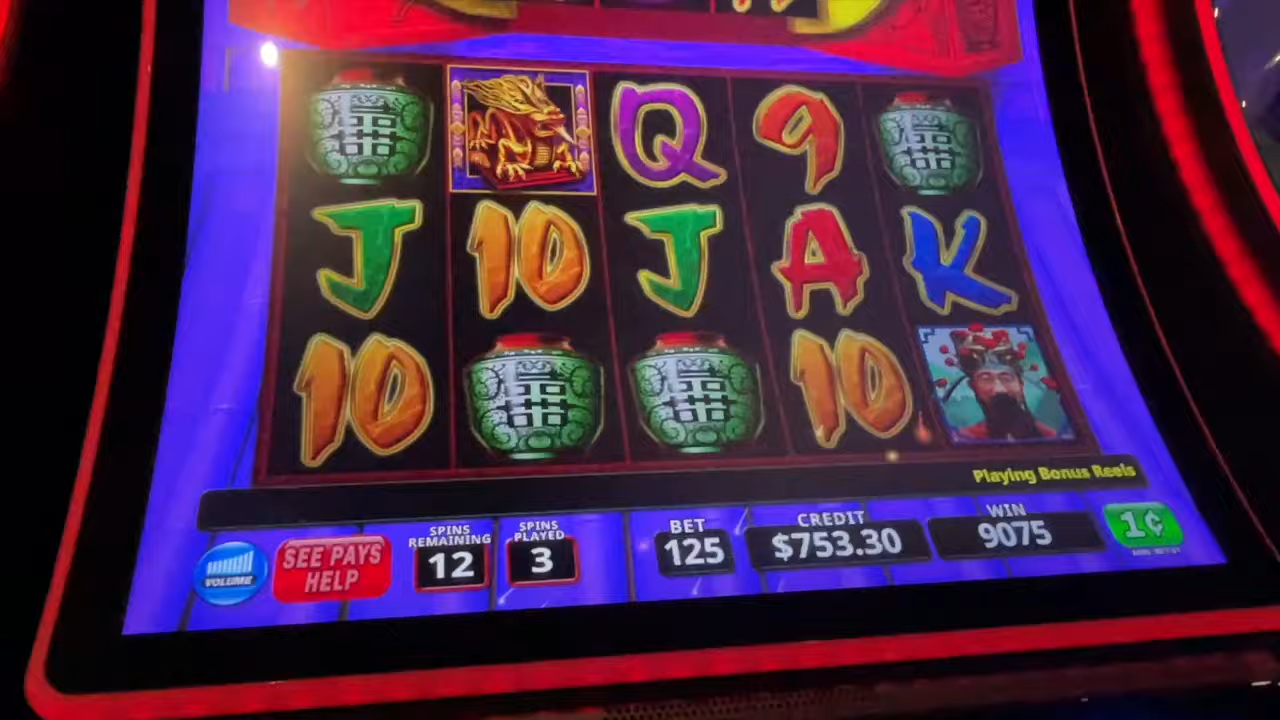 Q 9
J 10 J A K
10 10
Playing Bonus Reels
SPINS REMAINING SPINS PLAYED BET CREDIT WIN
VOLUME SEE PAYS HELP 12 3 125 $753.30 9075 1¢